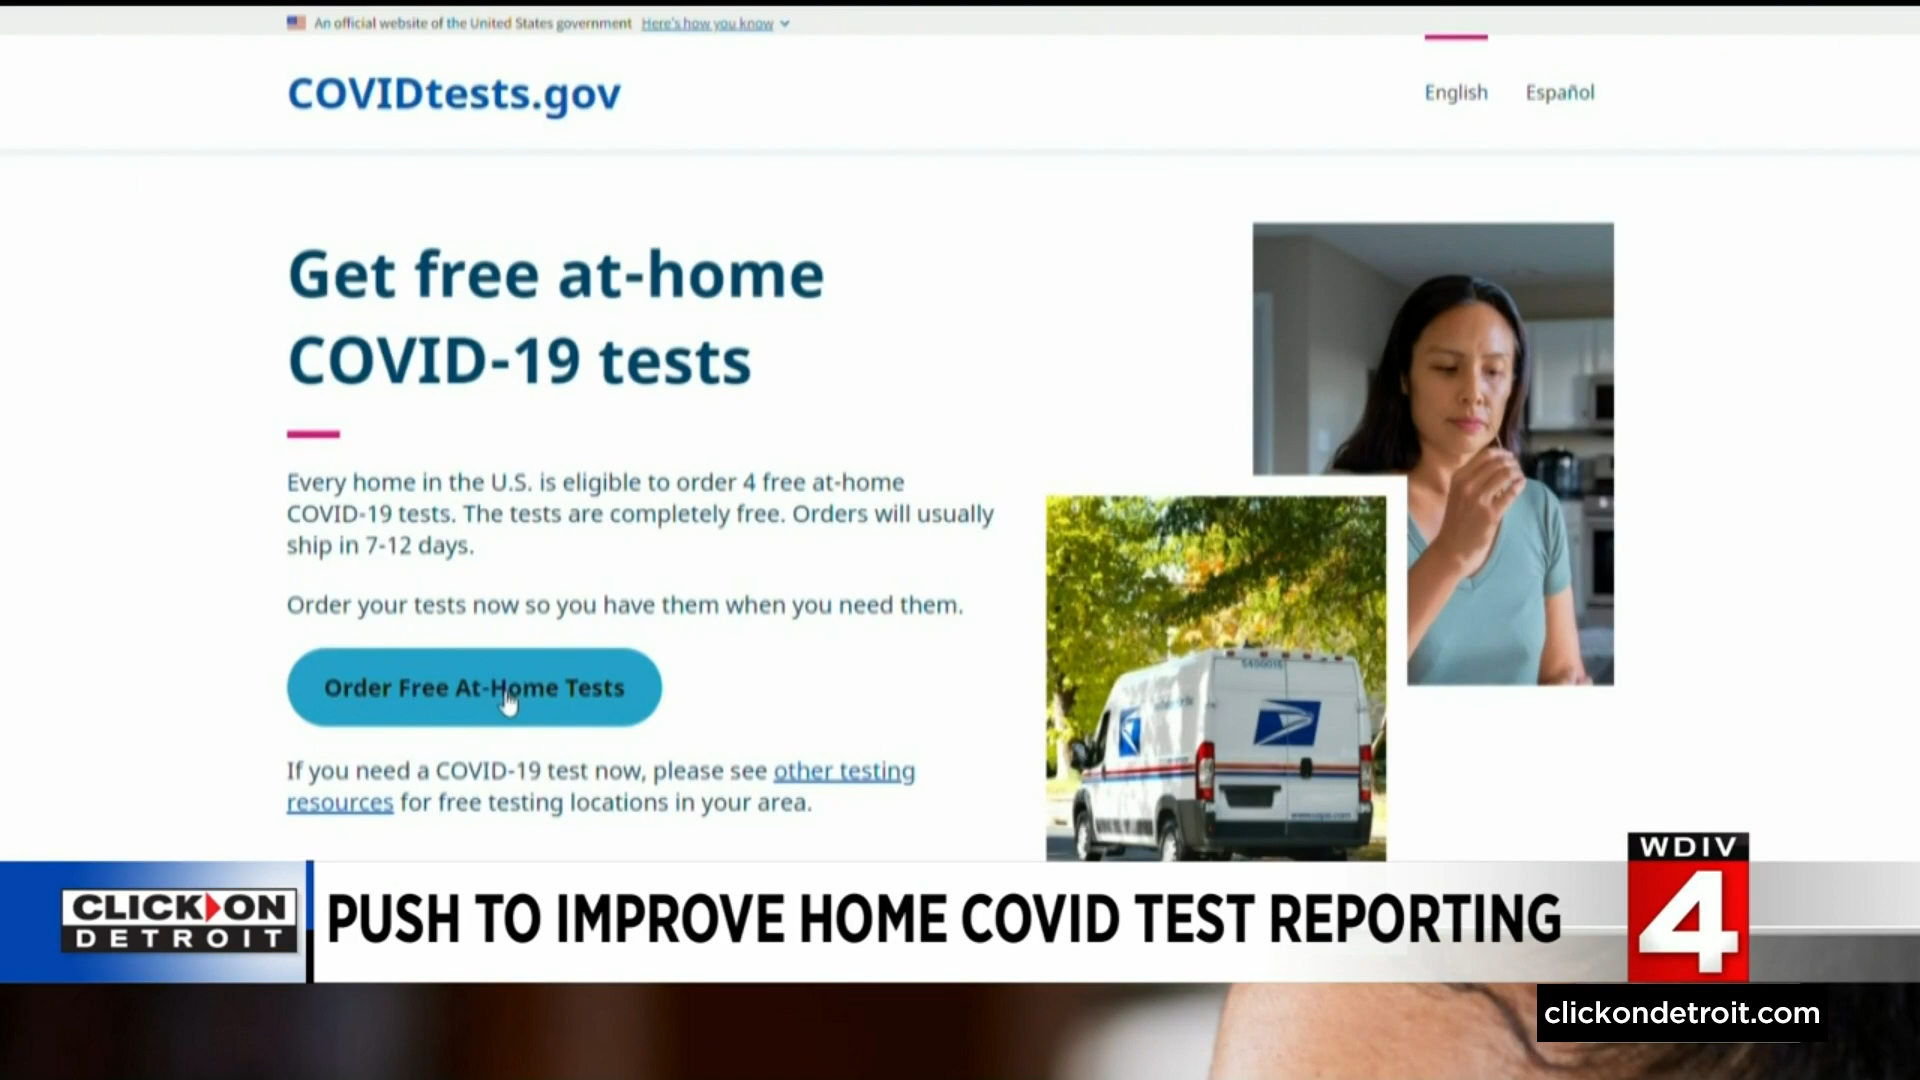 An official website of the United States government Here's how you know
COVIDtests.gov
English Español
Get free at-home
COVID-19 tests
Every home in the U.S. is eligible to order 4 free at-home
COVID-19 tests. The tests are completely free. Orders will usually
ship in 7-12 days.
Order your tests now so you have them when you need them.
Order Free At-Home Tests
If you need a COVID-19 test now, please see other testing
resources for free testing locations in your area.
5400015
www.usps.com
CLICK ON
DETROIT
PUSH TO IMPROVE HOME COVID TEST REPORTING
WDIV
4
clickondetroit.com